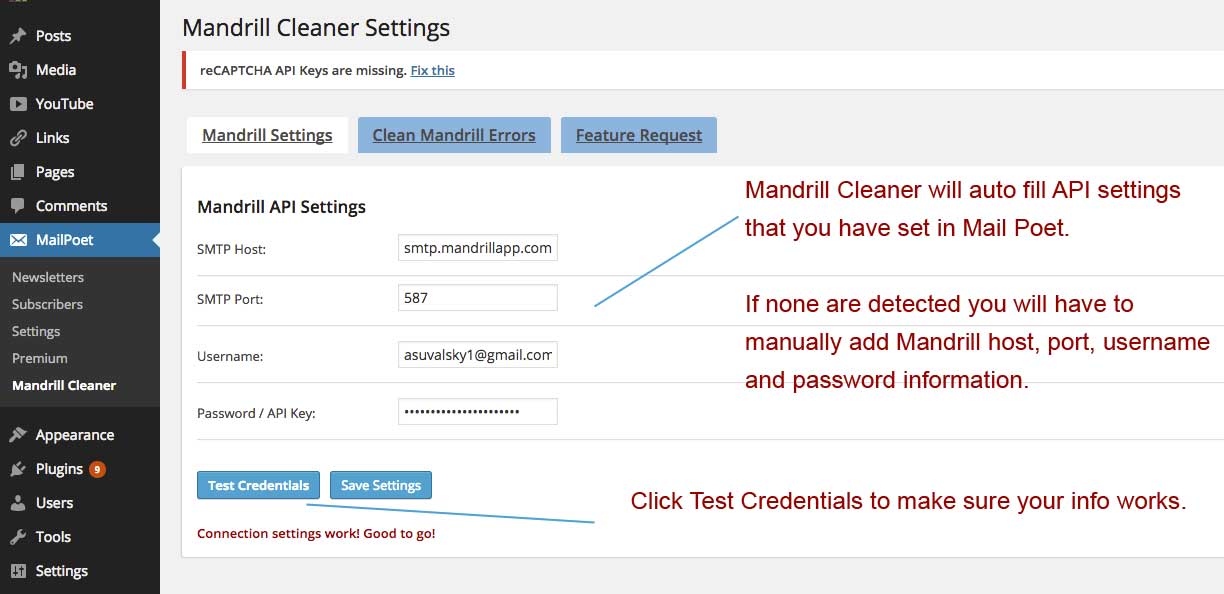 Posts
Media
YouTube
Links
Pages
Comments
MailPoet
Newsletters
Subscribers
Settings
Premium
Mandrill Cleaner
Appearance
Plugins 9
Users
Tools
Settings
Mandrill Cleaner Settings
reCAPTCHA API Keys are missing. Fix this
Mandrill Settings Clean Mandrill Errors Feature Request
Mandrill API Settings
SMTP Host: smtp.mandrillapp.com
SMTP Port: 587
Username: asuvalsky1@gmail.com
Password / API Key: ••••••••••••••••••••••
Test Credentials Save Settings
Connection settings work! Good to go!
Mandrill Cleaner will auto fill API settings
that you have set in Mail Poet.
If none are detected you will have to
manually add Mandrill host, port, username
and password information.
Click Test Credentials to make sure your info works.